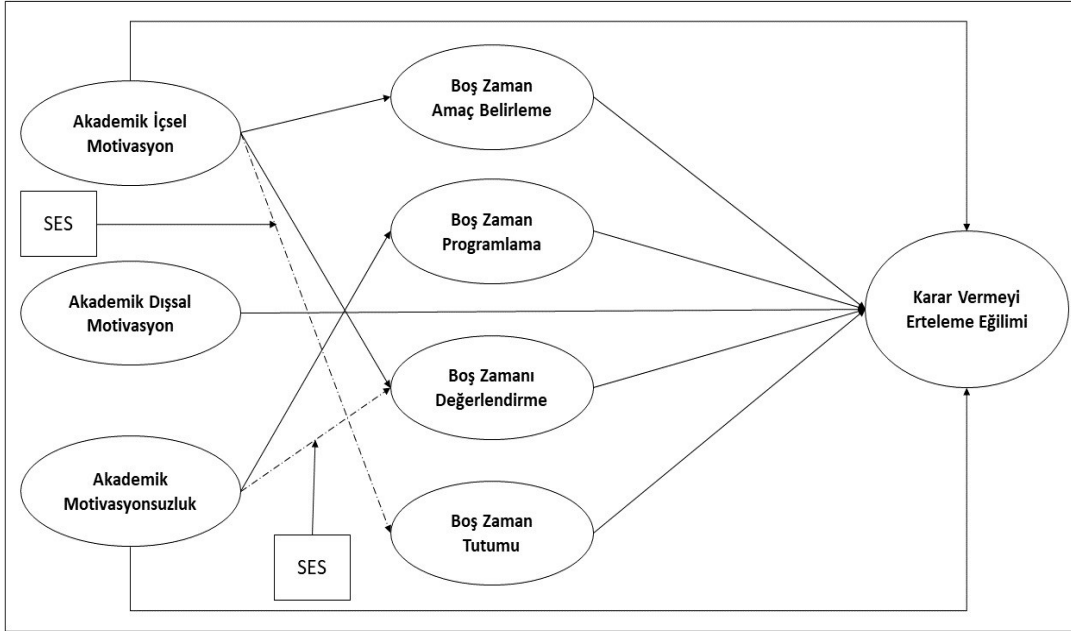 Akademik İçsel
Motivasyon
SES
Akademik Dışsal
Motivasyon
Akademik
Motivasyonsuzluk
SES
Boş Zaman
Amaç Belirleme
Boş Zaman
Programlama
Boş Zamanı
Değerlendirme
Boş Zaman
Tutumu
Karar Vermeyi
Erteleme Eğilimi